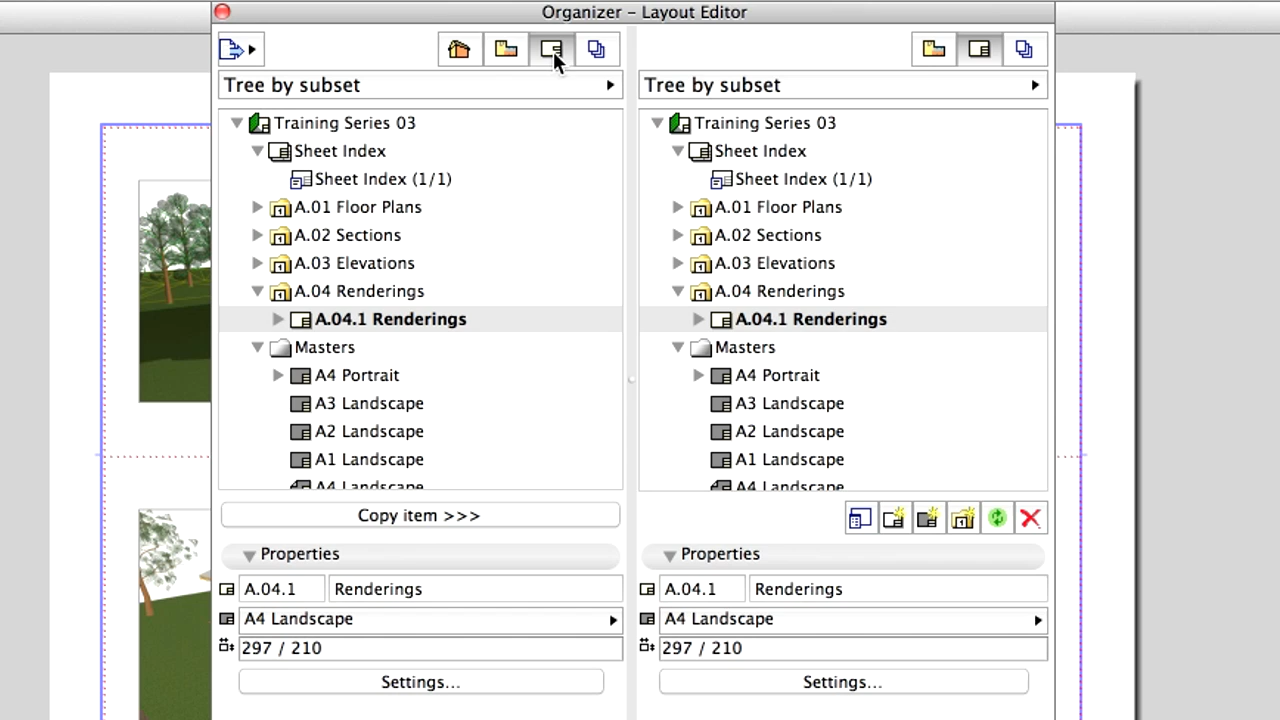 Organizer – Layout Editor
Tree by subset
Training Series 03
Sheet Index
Sheet Index (1/1)
A.01 Floor Plans
A.02 Sections
A.03 Elevations
A.04 Renderings
A.04.1 Renderings
Masters
A4 Portrait
A3 Landscape
A2 Landscape
A1 Landscape
A4 Landscape
Copy item >>>
Properties
A.04.1 Renderings
A4 Landscape
297 / 210
Settings...
Tree by subset
Training Series 03
Sheet Index
Sheet Index (1/1)
A.01 Floor Plans
A.02 Sections
A.03 Elevations
A.04 Renderings
A.04.1 Renderings
Masters
A4 Portrait
A3 Landscape
A2 Landscape
A1 Landscape
A4 Landscape
Properties
A.04.1 Renderings
A4 Landscape
297 / 210
Settings...